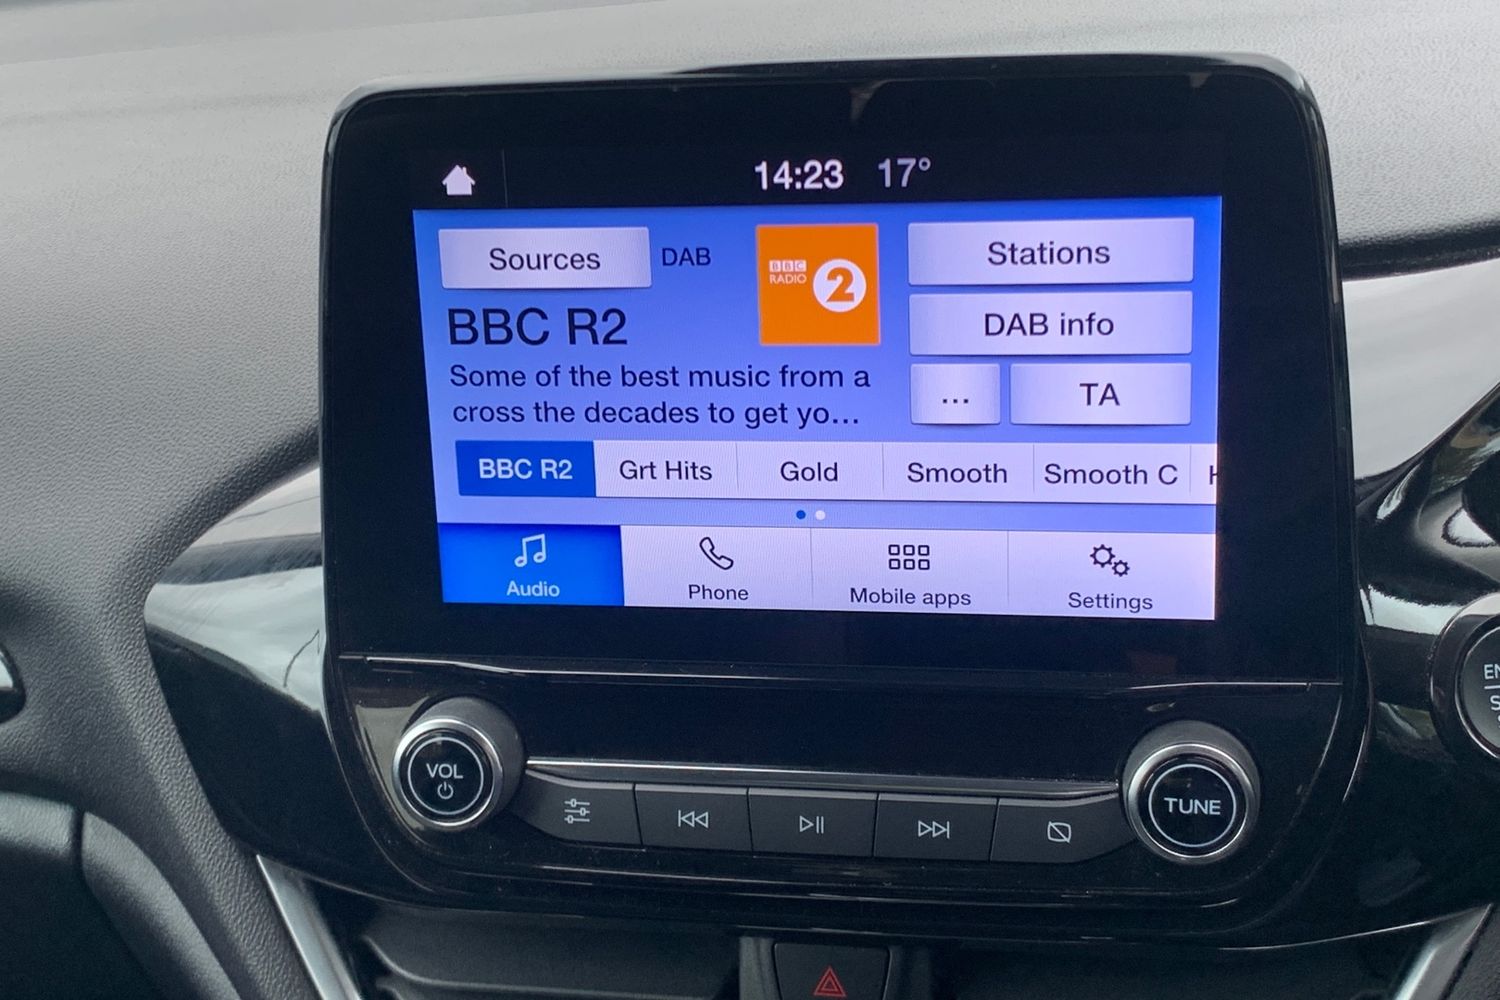 14:23 17°
Sources DAB
BBC RADIO 2
Stations
BBC R2
DAB info
Some of the best music from a
cross the decades to get yo...
... TA
BBC R2 Grt Hits Gold Smooth Smooth C
Audio Phone Mobile apps Settings
VOL
TUNE